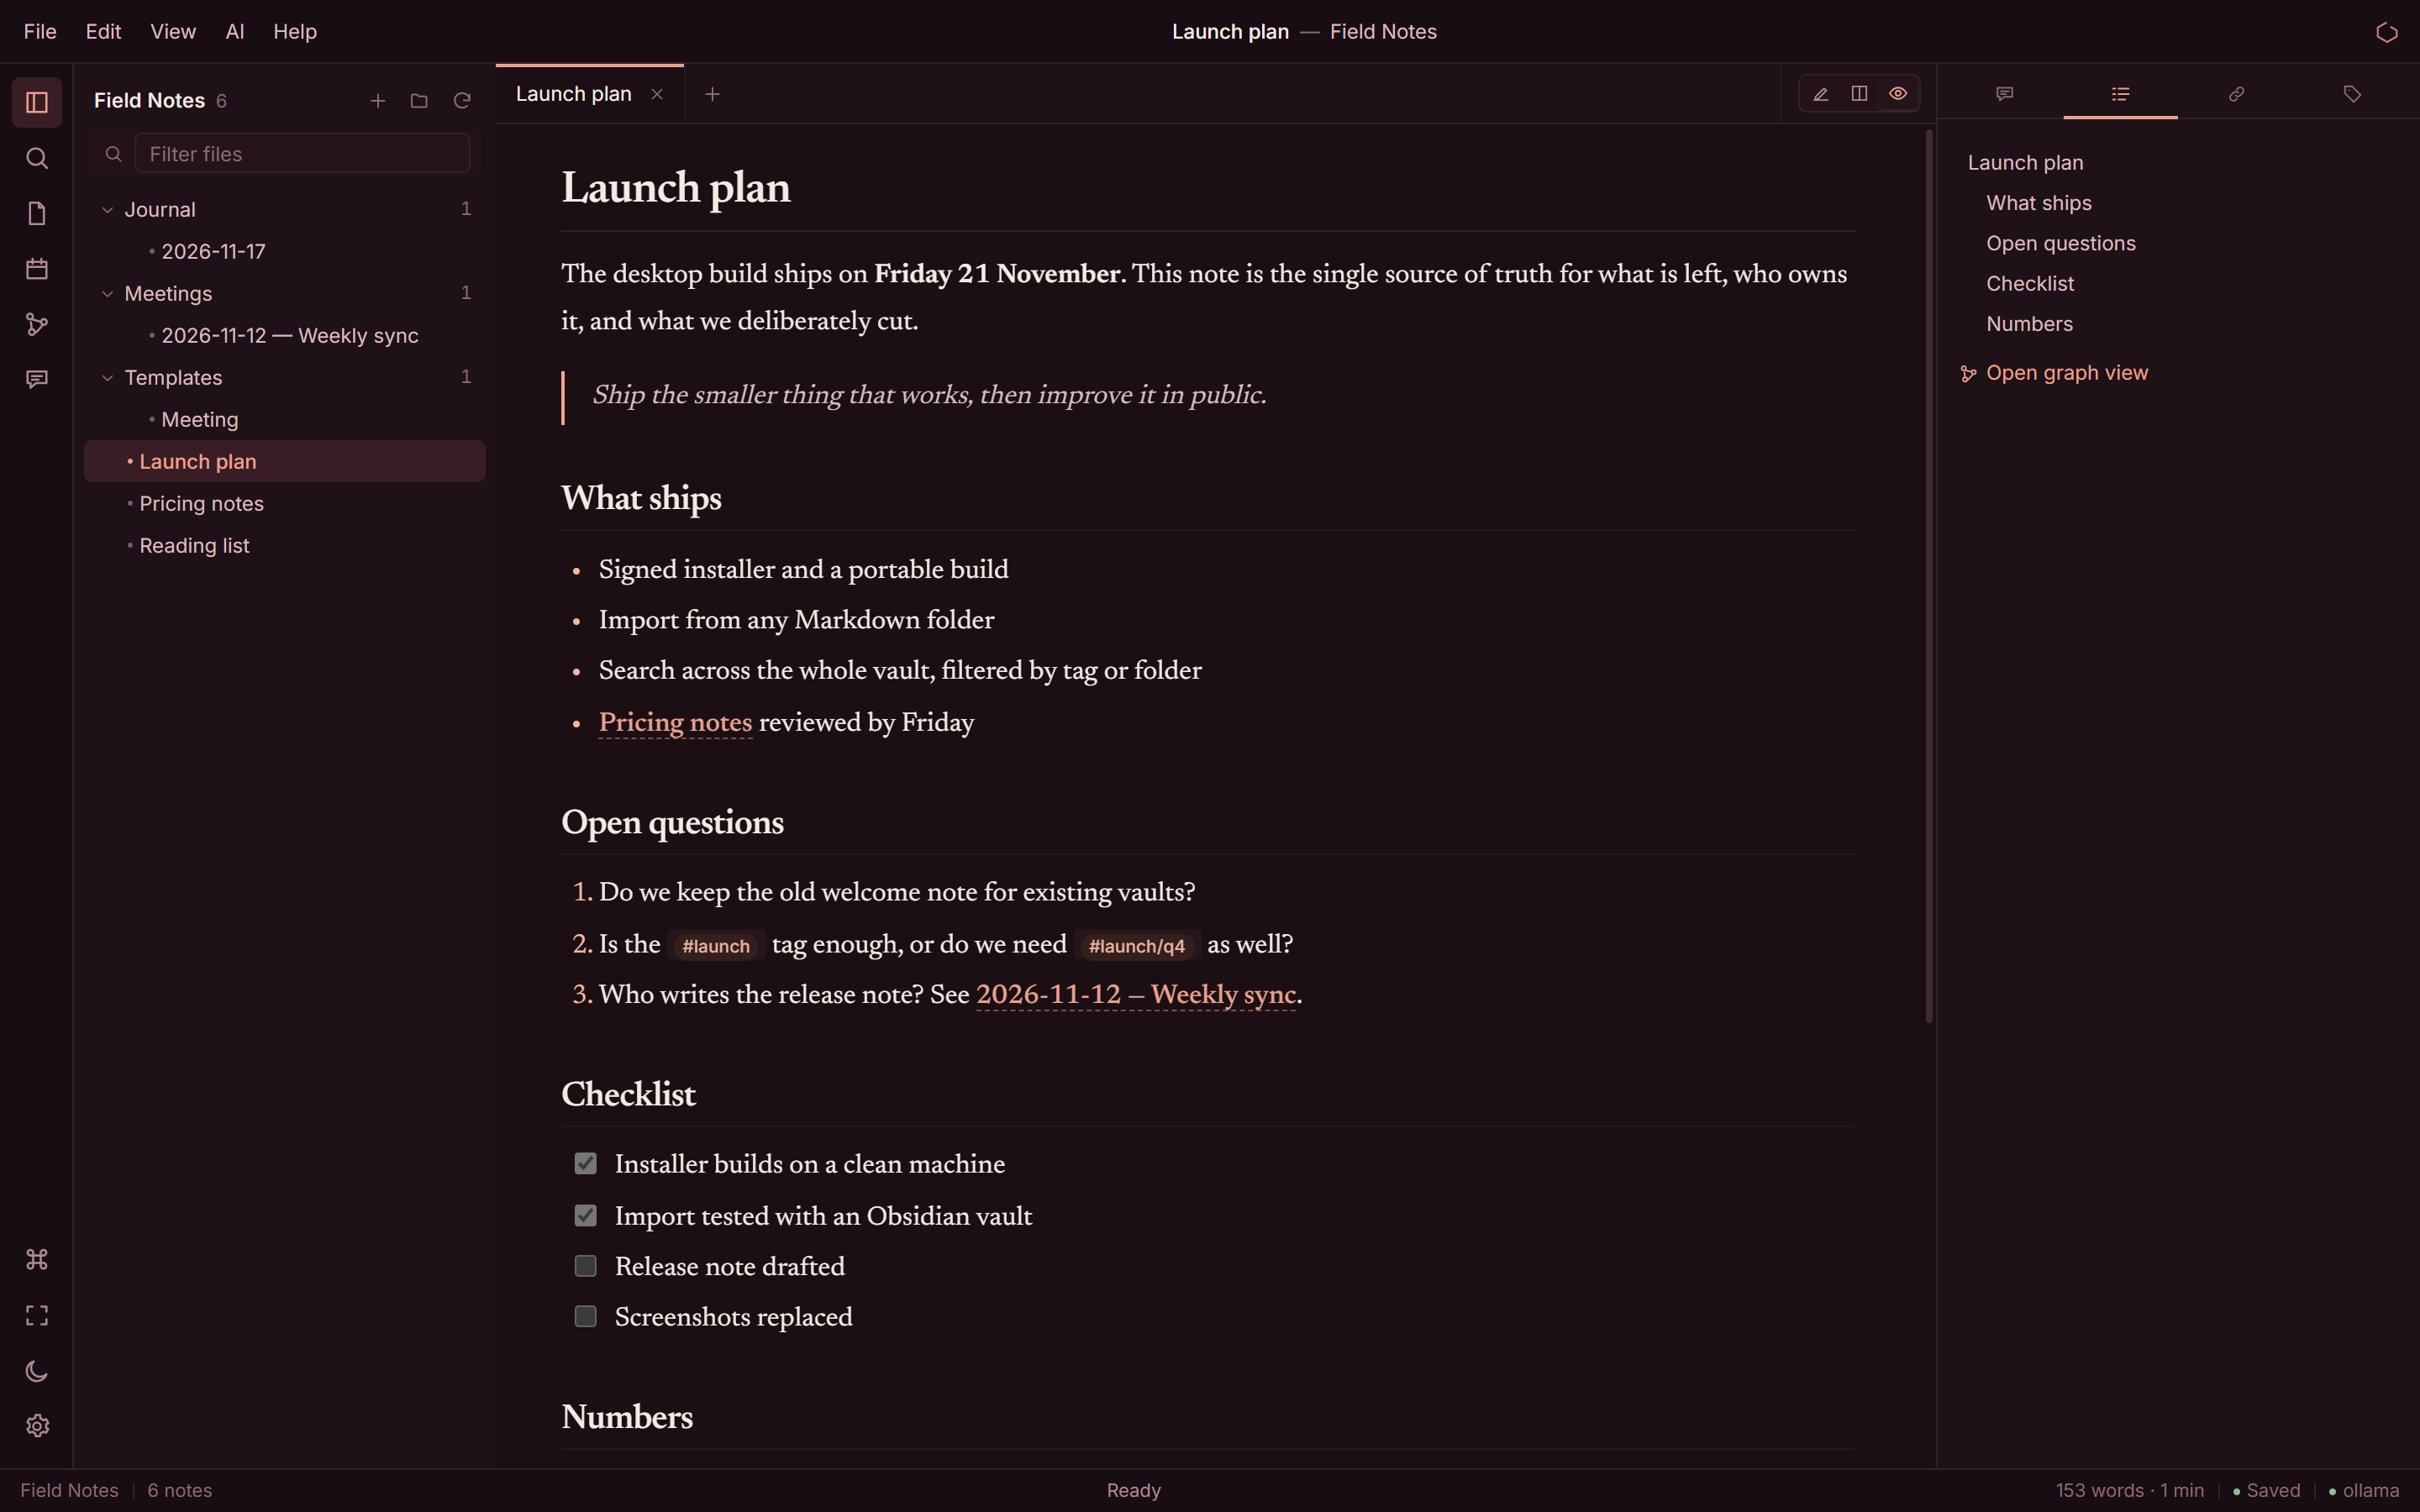 File Edit View AI Help
Launch plan — Field Notes
Field Notes 6
Filter files
Journal 1
2026-11-17
Meetings 1
2026-11-12 — Weekly sync
Templates 1
Meeting
Launch plan
Pricing notes
Reading list
Launch plan
Launch plan
The desktop build ships on Friday 21 November. This note is the single source of truth for what is left, who owns
it, and what we deliberately cut.
Ship the smaller thing that works, then improve it in public.
What ships
• Signed installer and a portable build
• Import from any Markdown folder
• Search across the whole vault, filtered by tag or folder
• Pricing notes reviewed by Friday
Open questions
1. Do we keep the old welcome note for existing vaults?
2. Is the #launch tag enough, or do we need #launch/q4 as well?
3. Who writes the release note? See 2026-11-12 — Weekly sync.
Checklist
Installer builds on a clean machine
Import tested with an Obsidian vault
Release note drafted
Screenshots replaced
Numbers
Launch plan
What ships
Open questions
Checklist
Numbers
Open graph view
Field Notes 6 notes
Ready
153 words · 1 min Saved ollama